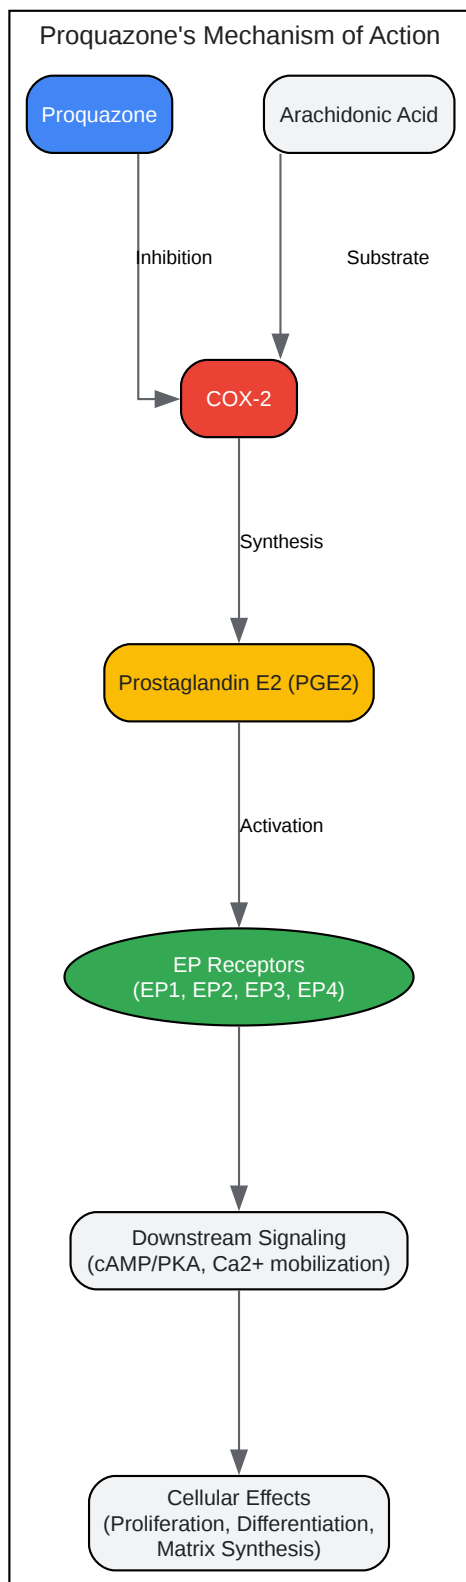 Proquazone's Mechanism of Action
Proquazone
Arachidonic Acid
Inhibition
Substrate
COX-2
Synthesis
Prostaglandin E2 (PGE2)
Activation
EP Receptors
(EP1, EP2, EP3, EP4)
Downstream Signaling
(cAMP/PKA, Ca2+ mobilization)
Cellular Effects
(Proliferation, Differentiation,
Matrix Synthesis)